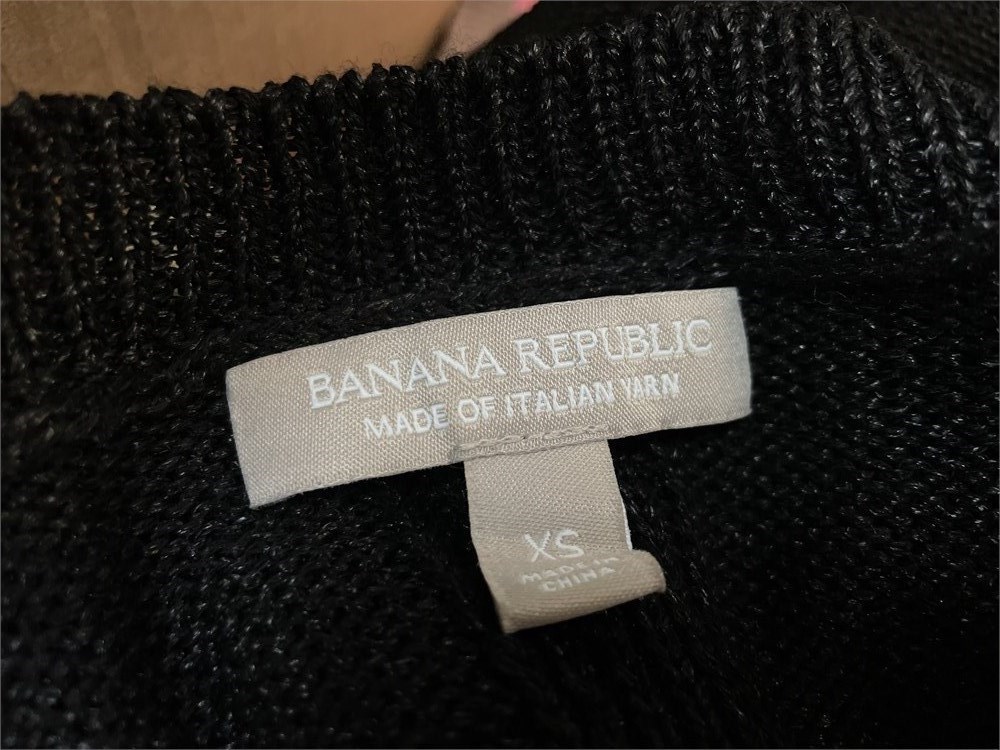 BANANA REPUBLIC
MADE OF ITALIAN YARN
XS
MADE IN
CHINA